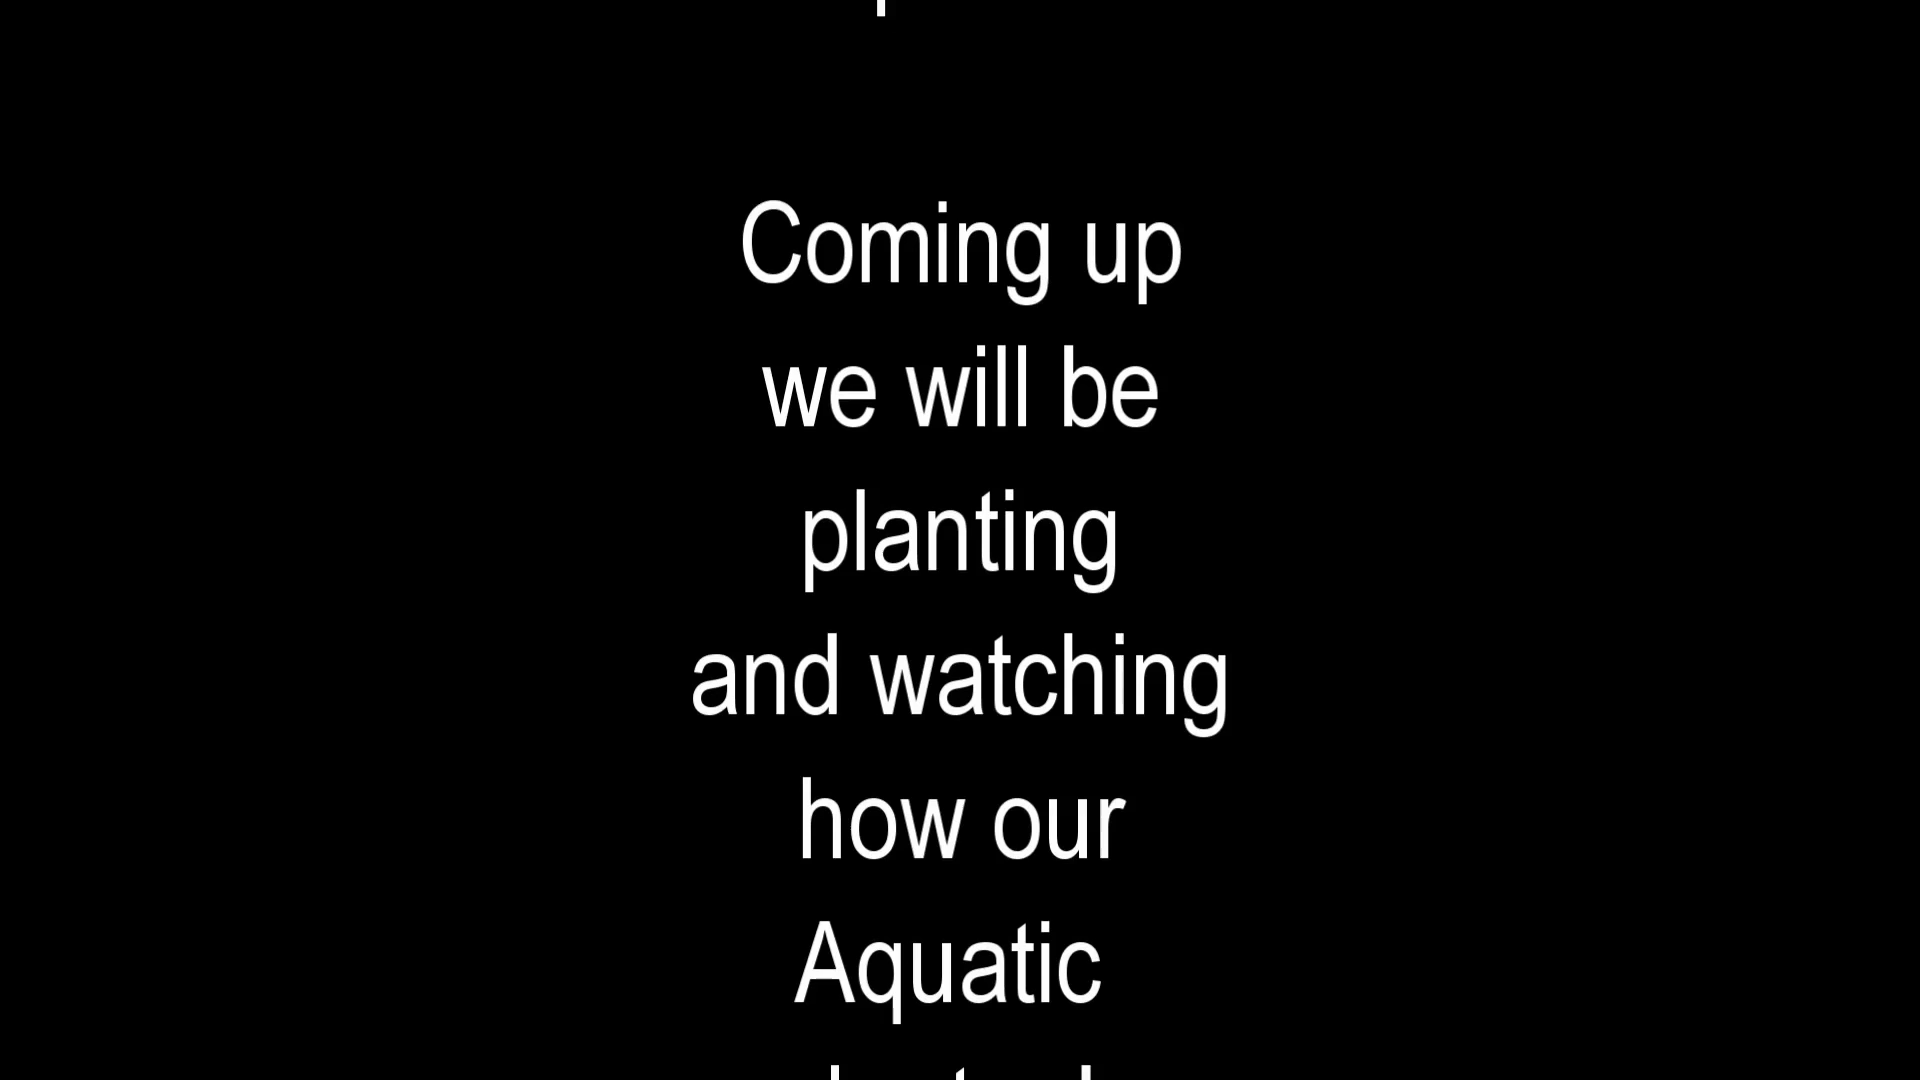 Coming up
we will be
planting
and watching
how our
Aquatic